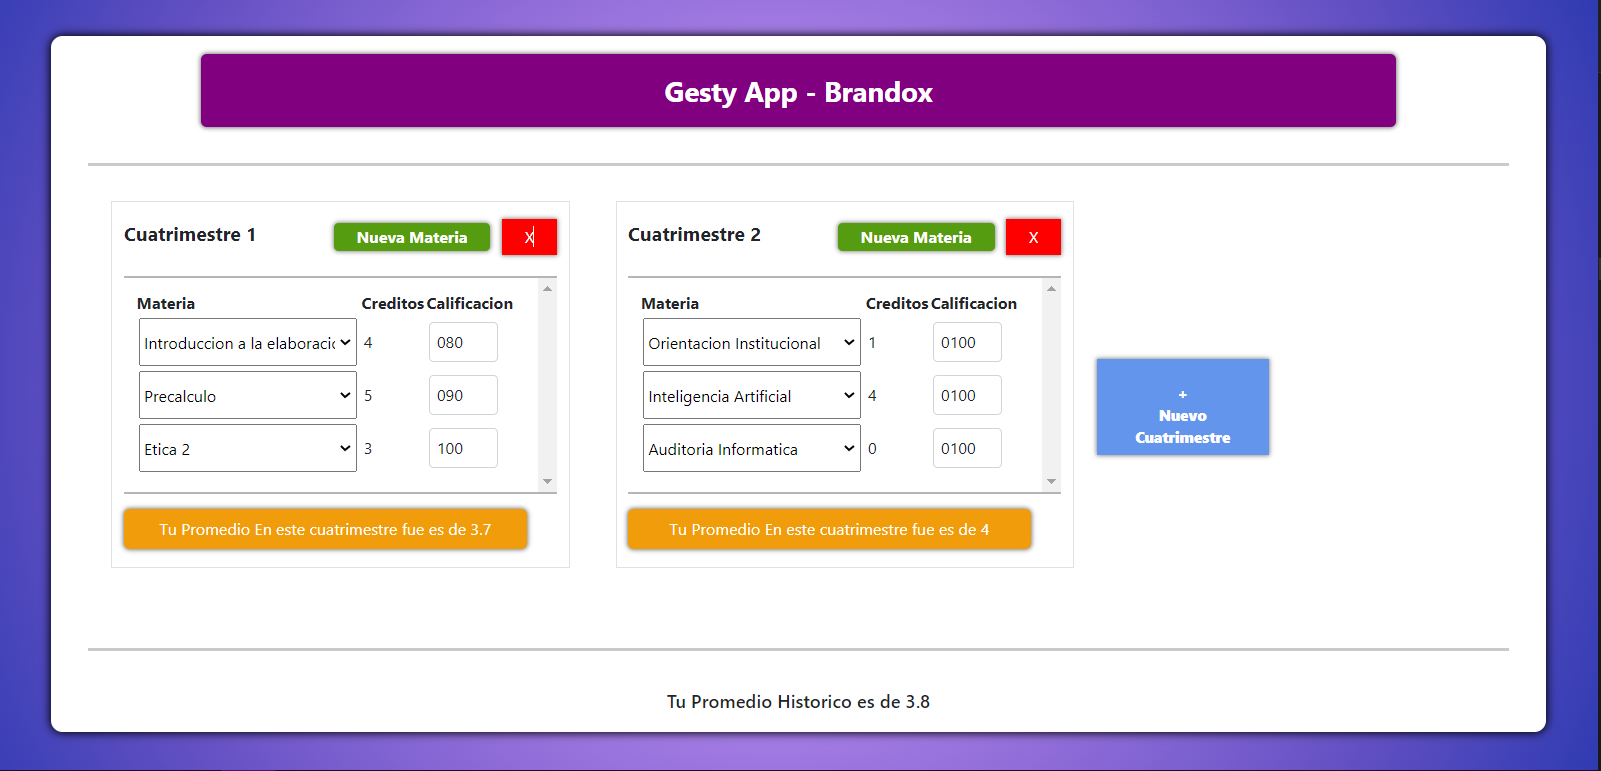 Gesty App - Brandox
Cuatrimestre 1
Nueva Materia
X
Materia Creditos Calificacion
Introduccion a la elaboracic 4 080
Precalculo 5 090
Etica 2 3 100
Tu Promedio En este cuatrimestre fue es de 3.7
Cuatrimestre 2
Nueva Materia
X
Materia Creditos Calificacion
Orientacion Institucional 1 0100
Inteligencia Artificial 4 0100
Auditoria Informatica 0 0100
Tu Promedio En este cuatrimestre fue es de 4
+
Nuevo
Cuatrimestre
Tu Promedio Historico es de 3.8